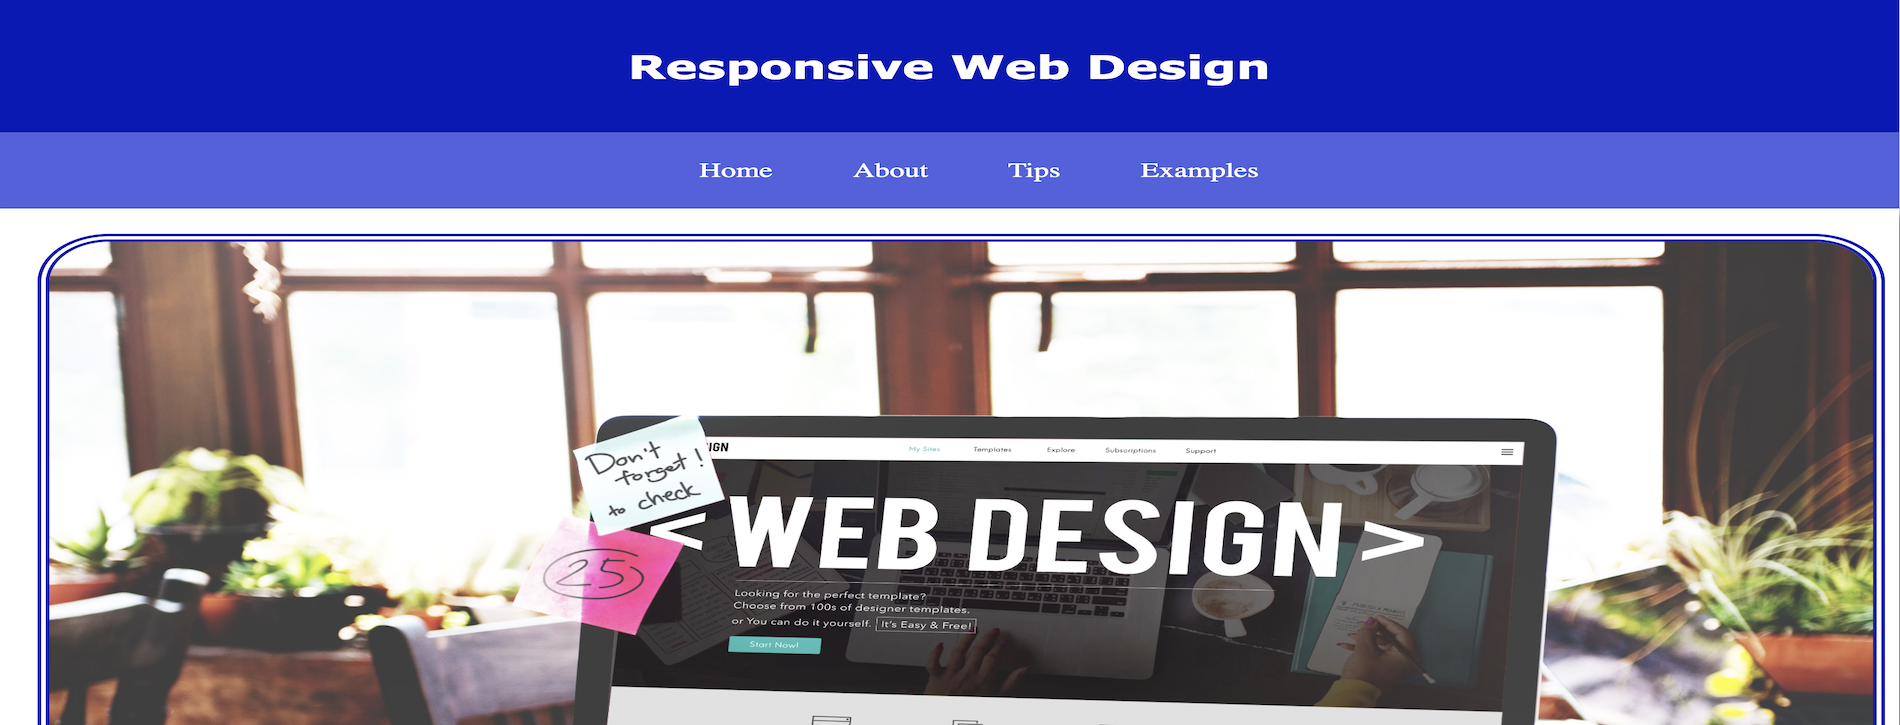 Responsive Web Design
Home About Tips Examples
IGN
My Sites Templates Explore Subscriptions Support
Don't
forget!
to check
< WEB DESIGN >
25
Looking for the perfect template?
Choose from 100s of designer templates.
or You can do it yourself. It's Easy & Free!
Start Now!